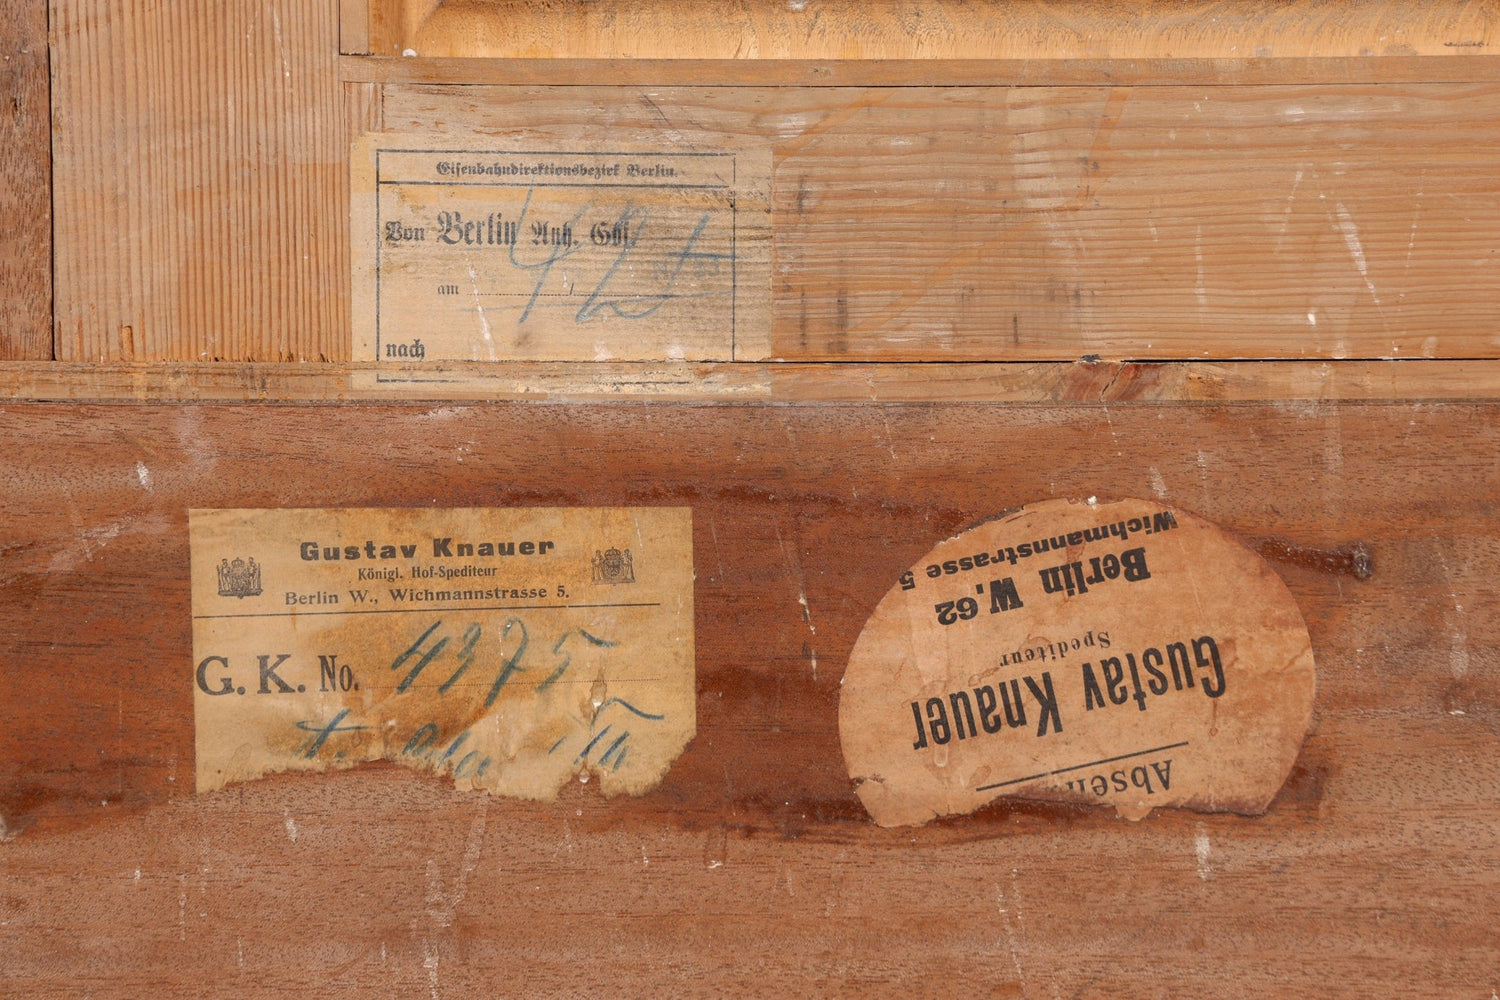 Eisenbahndirektionsbezirk Berlin.
Von Berlin Anh. Gbf.
am
nach
Gustav Knauer
Königl. Hof-Spediteur
Berlin W., Wichmannstrasse 5.
G. K. No. 4375
Absen
Gustav Knauer
Spediteur
Berlin W. 62
Wichmannstrasse 5